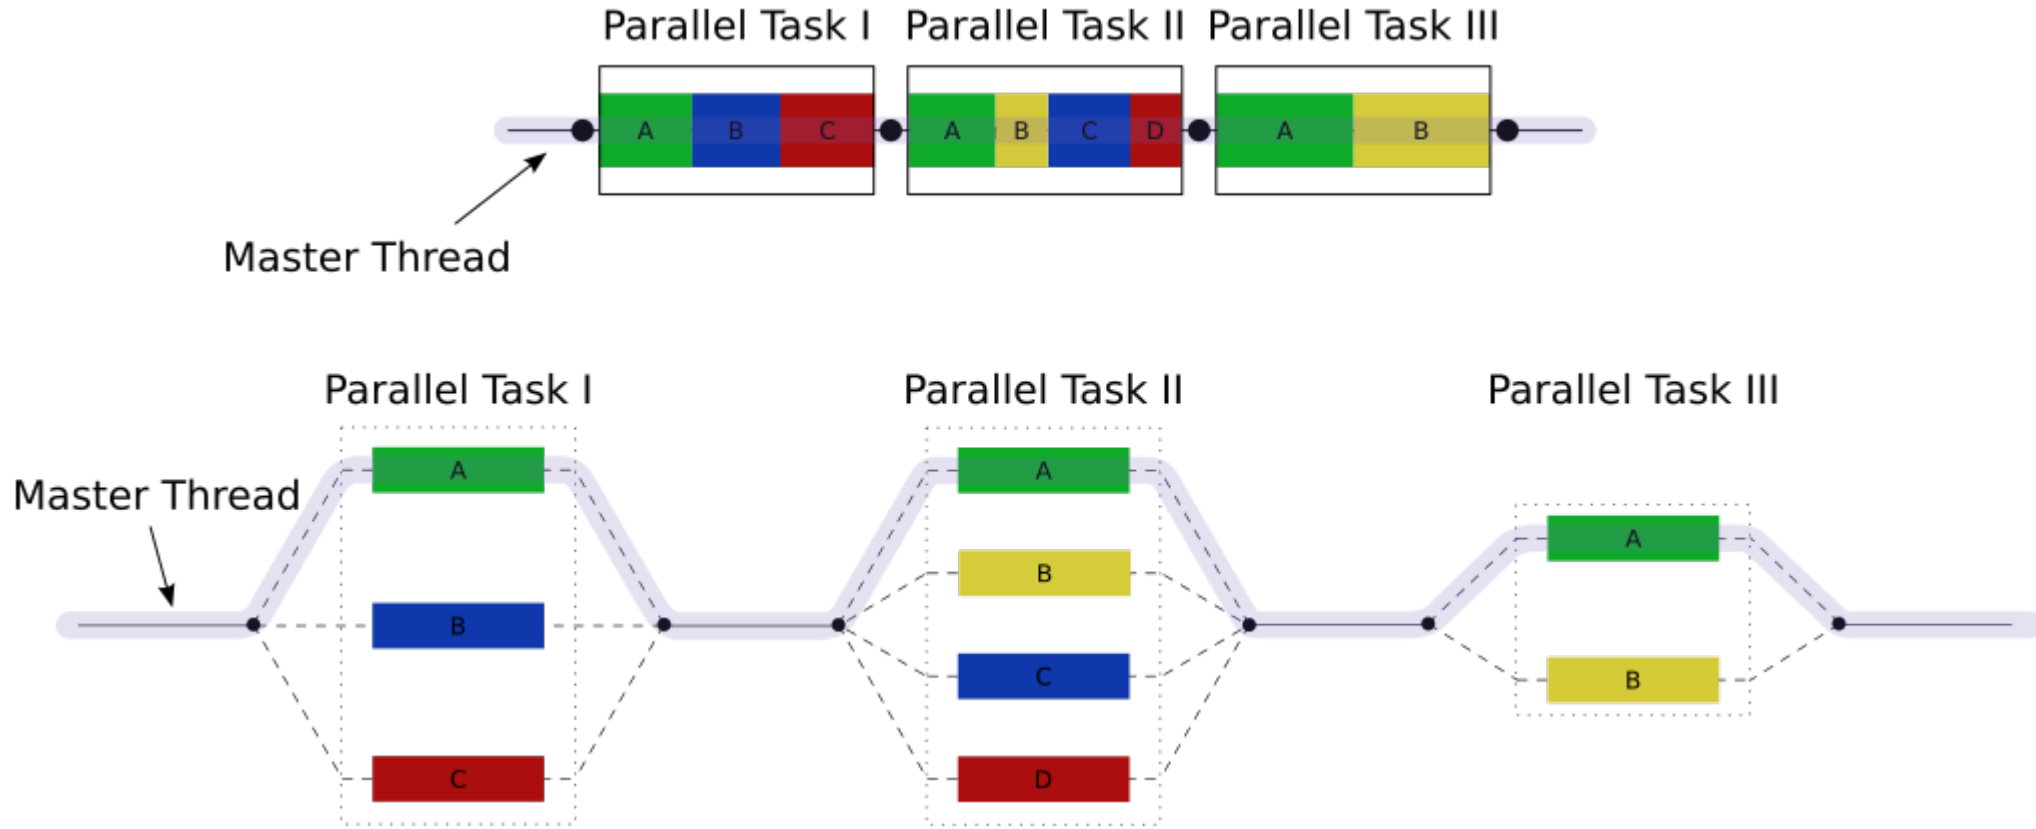 Parallel Task I Parallel Task II Parallel Task III
A B C A B C D A B
Master Thread
Parallel Task I Parallel Task II Parallel Task III
A A
Master Thread
A
B
B
C
B
C D